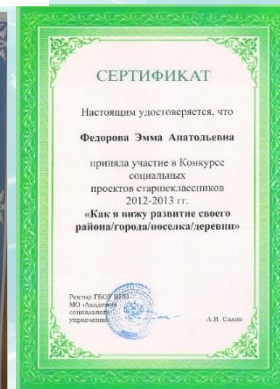 СЕРТИФИКАТ
Настоящим удостоверяется, что
Федорова Эмма Анатольевна
приняла участие в Конкурсе
социальных
проектов старшеклассников
2012-2013 гг.
«Как я вижу развитие своего
района/города/поселка/деревни»
Ректор ГБОУ ВПО
МО «Академия
социального
управления»